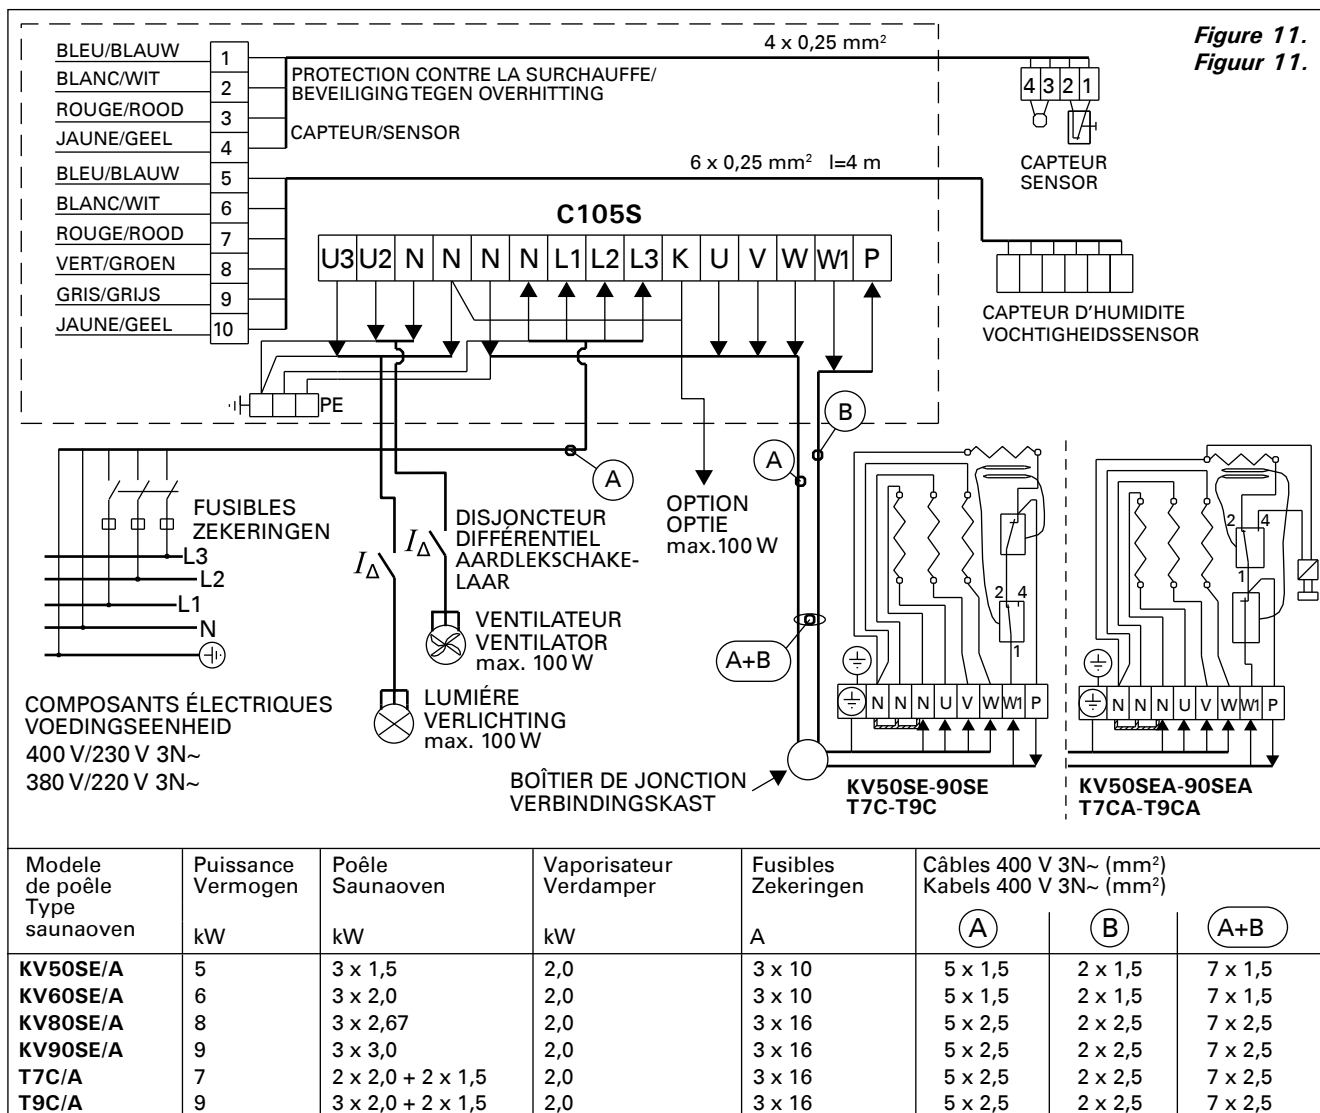 Figure 11.
Figuur 11.
BLEU/BLAUW 1
BLANC/WIT 2
ROUGE/ROOD 3
JAUNE/GEEL 4
BLEU/BLAUW 5
BLANC/WIT 6
ROUGE/ROOD 7
VERT/GROEN 8
GRIS/GRIJS 9
JAUNE/GEEL 10
4 x 0,25 mm²
PROTECTION CONTRE LA SURCHAUFFE/
BEVEILIGING TEGEN OVERHITTING
CAPTEUR/SENSOR
4 3 2 1
CAPTEUR
SENSOR
6 x 0,25 mm² l=4 m
C105S
U3 U2 N N N N L1 L2 L3 K U V W W1 P
CAPTEUR D'HUMIDITE
VOCHTIGHEIDSSENSOR
PE
A
A
B
FUSIBLES
ZEKERINGEN
L3
L2
L1
N
COMPOSANTS ÉLECTRIQUES
VOEDINGSEENHEID
400 V/230 V 3N~
380 V/220 V 3N~
I∆
I∆
DISJONCTEUR
DIFFÉRENTIEL
AARDLEKSCHAKE-
LAAR
VENTILATEUR
VENTILATOR
max. 100 W
LUMIÉRE
VERLICHTING
max. 100 W
OPTION
OPTIE
max.100 W
A+B
BOÎTIER DE JONCTION
VERBINDINGSKAST
2 4
1
N N N U V W W1 P
KV50SE-90SE
T7C-T9C
2 4
1
N N N U V W W1 P
KV50SEA-90SEA
T7CA-T9CA
Modele de poêle Type saunaoven | Puissance Vermogen kW | Poêle Saunaoven kW | Vaporisateur Verdamper kW | Fusibles Zekeringen A | Câbles 400 V 3N~ (mm²) Kabels 400 V 3N~ (mm²) A | B | A+B
KV50SE/A 5 3 x 1,5 2,0 3 x 10 5 x 1,5 2 x 1,5 7 x 1,5
KV60SE/A 6 3 x 2,0 2,0 3 x 10 5 x 1,5 2 x 1,5 7 x 1,5
KV80SE/A 8 3 x 2,67 2,0 3 x 16 5 x 2,5 2 x 2,5 7 x 2,5
KV90SE/A 9 3 x 3,0 2,0 3 x 16 5 x 2,5 2 x 2,5 7 x 2,5
T7C/A 7 2 x 2,0 + 2 x 1,5 2,0 3 x 16 5 x 2,5 2 x 2,5 7 x 2,5
T9C/A 9 3 x 2,0 + 2 x 1,5 2,0 3 x 16 5 x 2,5 2 x 2,5 7 x 2,5